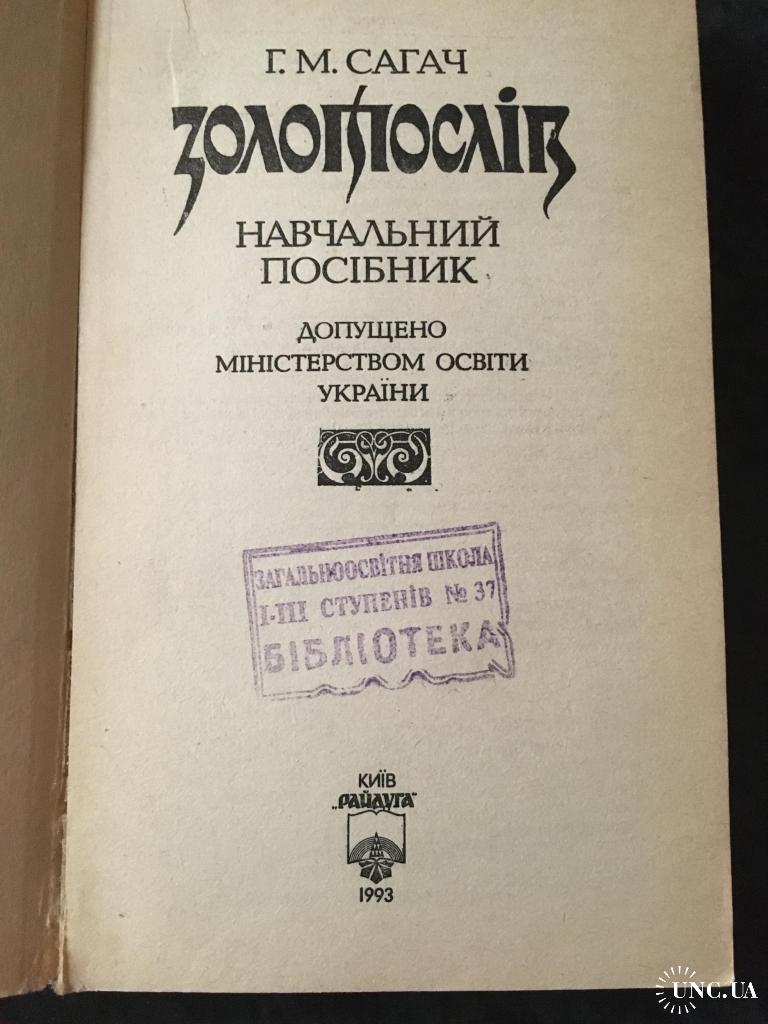 Г. М. САГАЧ
ЗОЛОТОСЛІВ
НАВЧАЛЬНИЙ
ПОСІБНИК
ДОПУЩЕНО
МІНІСТЕРСТВОМ ОСВІТИ
УКРАЇНИ
ЗАГАЛЬНООСВІТНЯ ШКОЛА
І-ІІІ СТУПЕНІВ № 37
БІБЛІОТЕКА
КИЇВ
„РАЙДУГА"
1993
UNC.UA